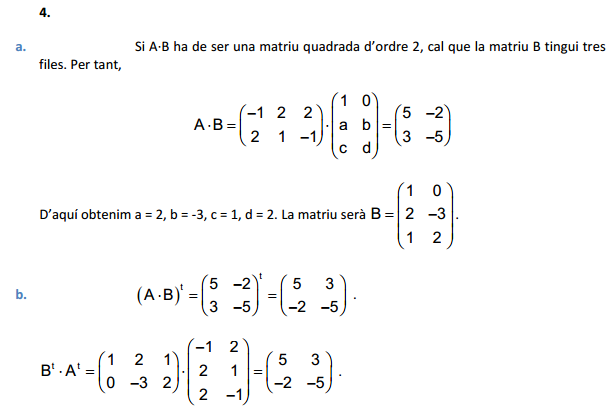 4.
a. Si A·B ha de ser una matriu quadrada d'ordre 2, cal que la matriu B tingui tres
files. Per tant,
A·B = (−1 2 2; 2 1 −1) · (1 0; a b; c d) = (5 −2; 3 −5)
D'aquí obtenim a = 2, b = -3, c = 1, d = 2. La matriu serà B = (1 0; 2 −3; 1 2).
b. (A·B)ᵗ = (5 −2; 3 −5)ᵗ = (5 3; −2 −5).
Bᵗ·Aᵗ = (1 2 1; 0 −3 2) · (−1 2; 2 1; 2 −1) = (5 3; −2 −5).